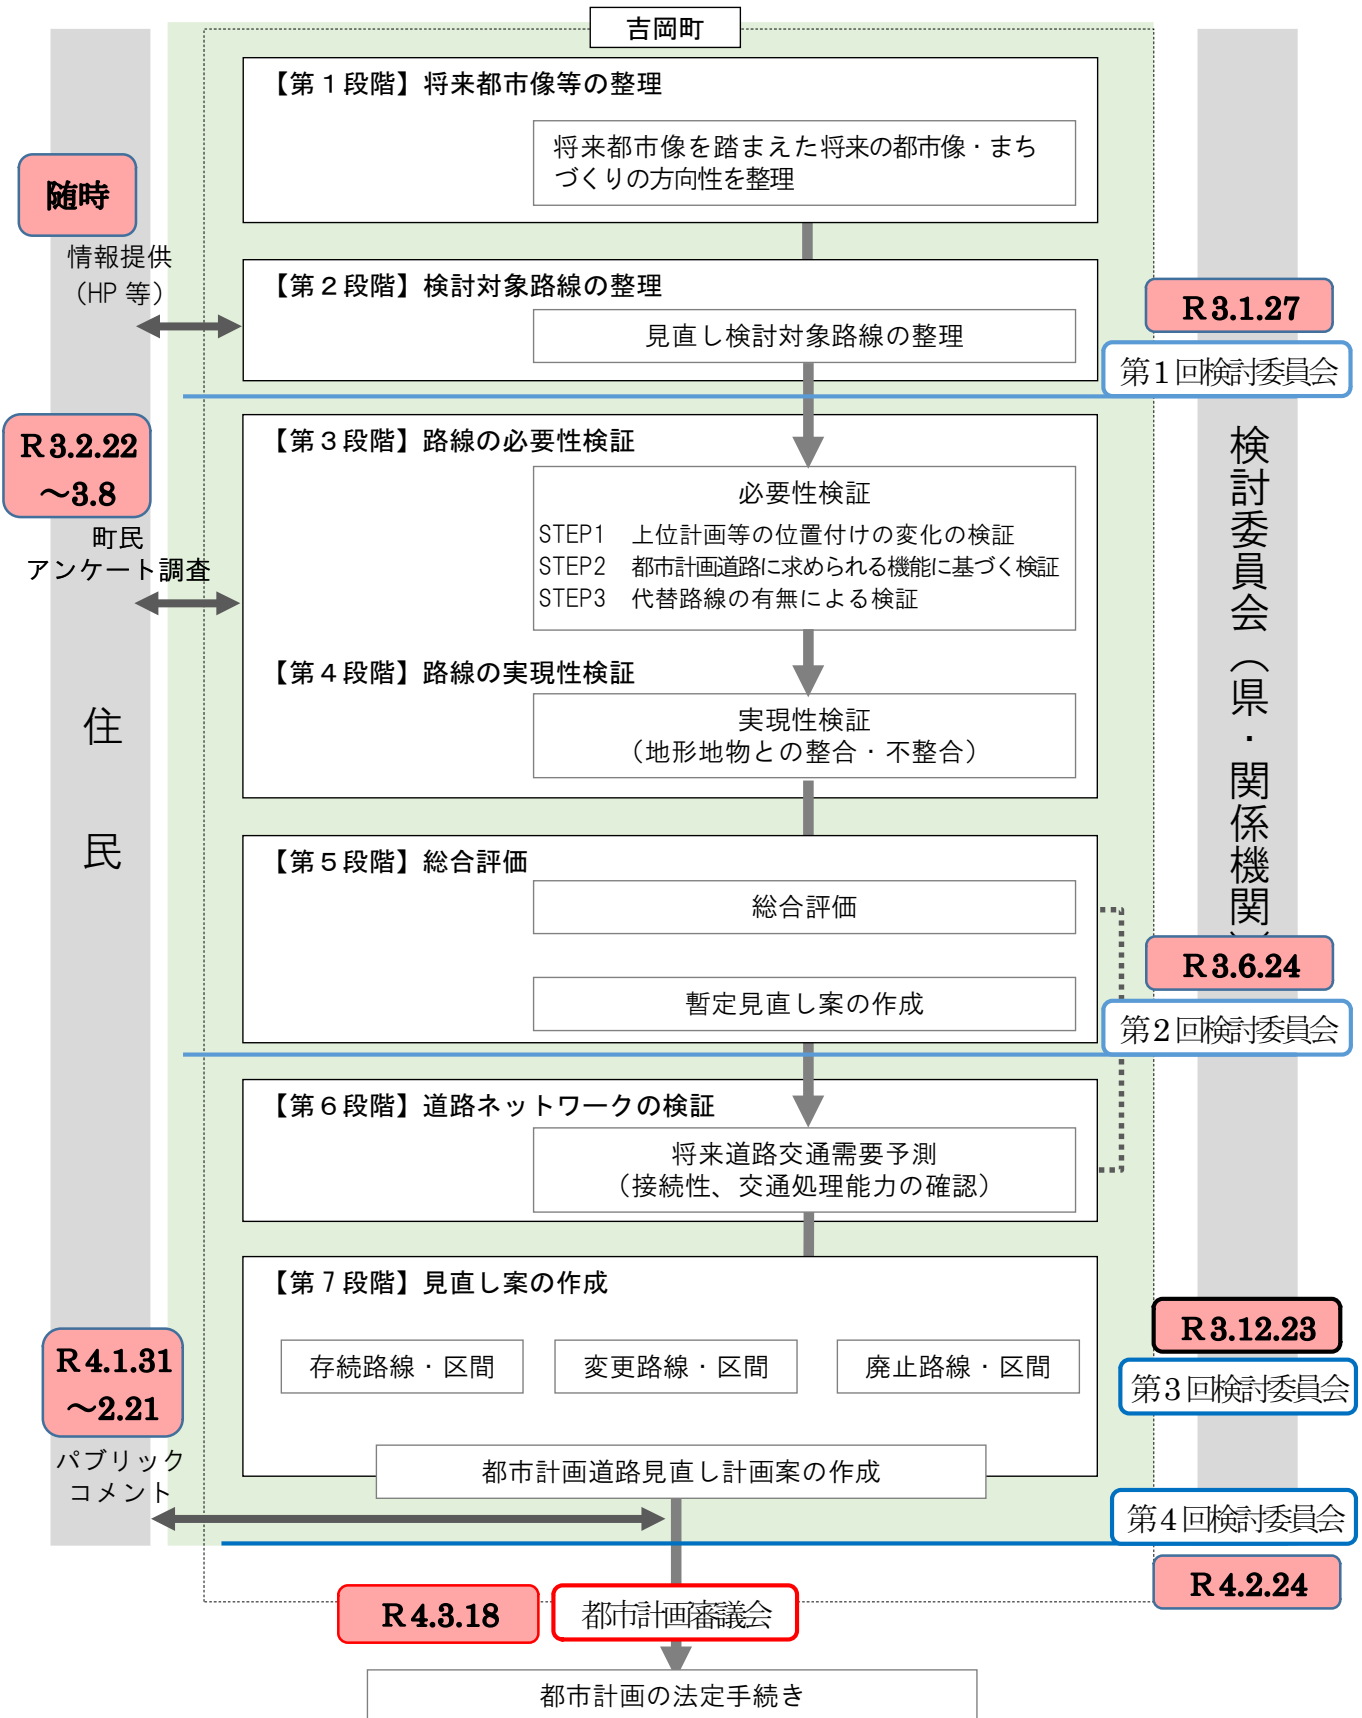 吉岡町
【第１段階】将来都市像等の整理
将来都市像を踏まえた将来の都市像・まち
づくりの方向性を整理
随時
情報提供
（HP 等）
【第２段階】検討対象路線の整理
見直し検討対象路線の整理
Ｒ3.1.27
第１回検討委員会
Ｒ3.2.22
～3.8
町民
アンケート調査
【第３段階】路線の必要性検証
必要性検証
STEP1　上位計画等の位置付けの変化の検証
STEP2　都市計画道路に求められる機能に基づく検証
STEP3　代替路線の有無による検証
【第４段階】路線の実現性検証
実現性検証
（地形地物との整合・不整合）
住民
検討委員会（県・関係機関）
【第５段階】総合評価
総合評価
暫定見直し案の作成
Ｒ3.6.24
第２回検討委員会
【第６段階】道路ネットワークの検証
将来道路交通需要予測
（接続性、交通処理能力の確認）
【第７段階】見直し案の作成
存続路線・区間
変更路線・区間
廃止路線・区間
Ｒ3.12.23
第３回検討委員会
Ｒ4.1.31
～2.21
パブリック
コメント
都市計画道路見直し計画案の作成
第４回検討委員会
Ｒ4.2.24
Ｒ4.3.18
都市計画審議会
都市計画の法定手続き